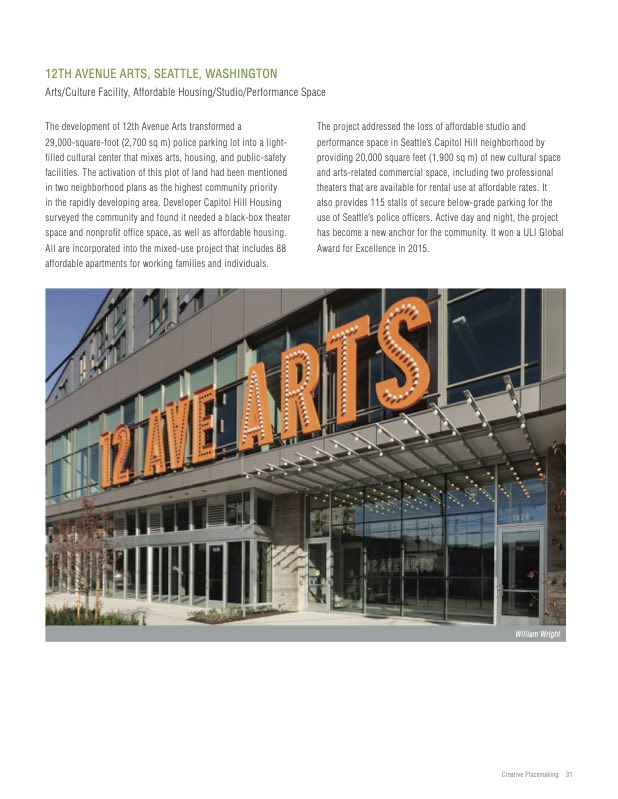 12TH AVENUE ARTS, SEATTLE, WASHINGTON
Arts/Culture Facility, Affordable Housing/Studio/Performance Space
The development of 12th Avenue Arts transformed a
29,000-square-foot (2,700 sq m) police parking lot into a light-
filled cultural center that mixes arts, housing, and public-safety
facilities. The activation of this plot of land had been mentioned
in two neighborhood plans as the highest community priority
in the rapidly developing area. Developer Capitol Hill Housing
surveyed the community and found it needed a black-box theater
space and nonprofit office space, as well as affordable housing.
All are incorporated into the mixed-use project that includes 88
affordable apartments for working families and individuals.
The project addressed the loss of affordable studio and
performance space in Seattle's Capitol Hill neighborhood by
providing 20,000 square feet (1,900 sq m) of new cultural space
and arts-related commercial space, including two professional
theaters that are available for rental use at affordable rates. It
also provides 115 stalls of secure below-grade parking for the
use of Seattle's police officers. Active day and night, the project
has become a new anchor for the community. It won a ULI Global
Award for Excellence in 2015.
12 AVE ARTS
12 AVE ARTS
William Wright
Creative Placemaking 31